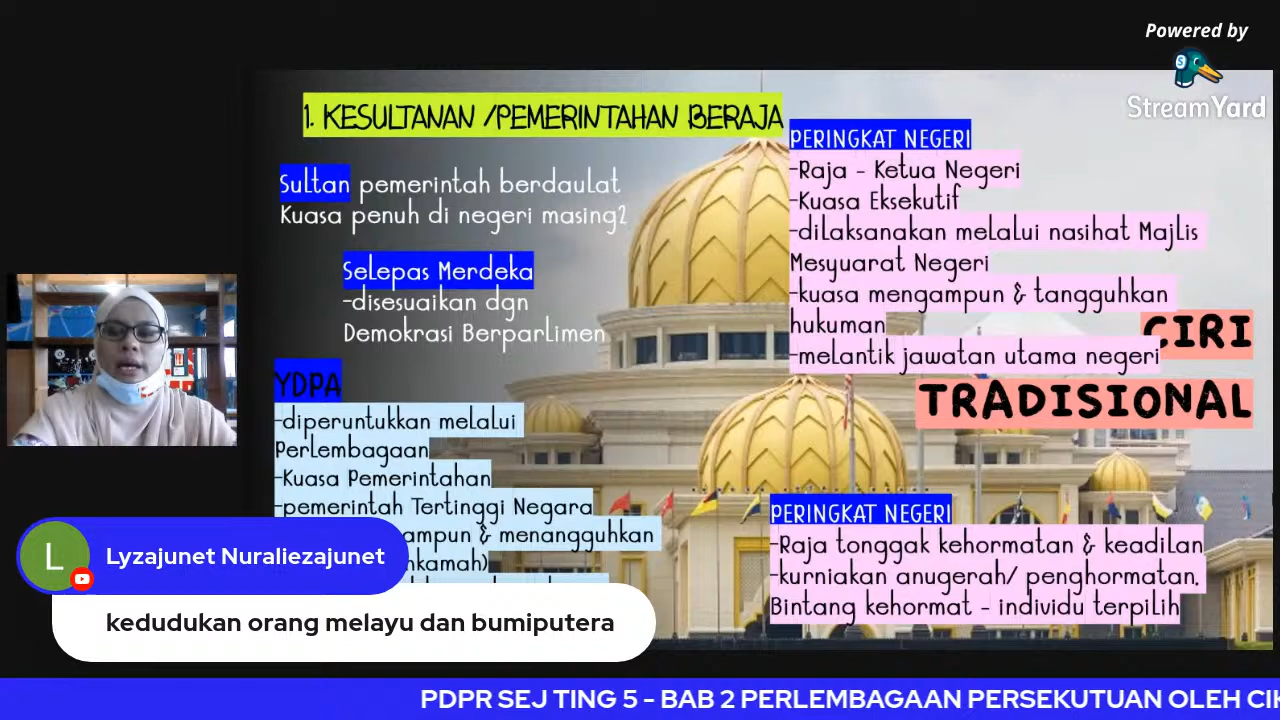 Powered by
StreamYard
1. KESULTANAN /PEMERINTAHAN BERAJA
Sultan pemerintah berdaulat
Kuasa penuh di negeri masing2
Selepas Merdeka
-disesuaikan dgn
Demokrasi Berparlimen
YDPA
-diperuntukkan melalui
Perlembagaan
-Kuasa Pemerintahan
-pemerintah Tertinggi Negara
ampun & menangguhkan
hkamah)
PERINGKAT NEGERI
-Raja - Ketua Negeri
-Kuasa Eksekutif
-dilaksanakan melalui nasihat Majlis
Mesyuarat Negeri
-kuasa mengampun & tangguhkan
hukuman
-melantik jawatan utama negeri
CIRI
TRADISIONAL
PERINGKAT NEGERI
-Raja tonggak kehormatan & keadilan
-kurniakan anugerah/ penghormatan.
Bintang kehormat - individu terpilih
L
Lyzajunet Nuraliezajunet
kedudukan orang melayu dan bumiputera
PDPR SEJ TING 5 - BAB 2 PERLEMBAGAAN PERSEKUTUAN OLEH CIK